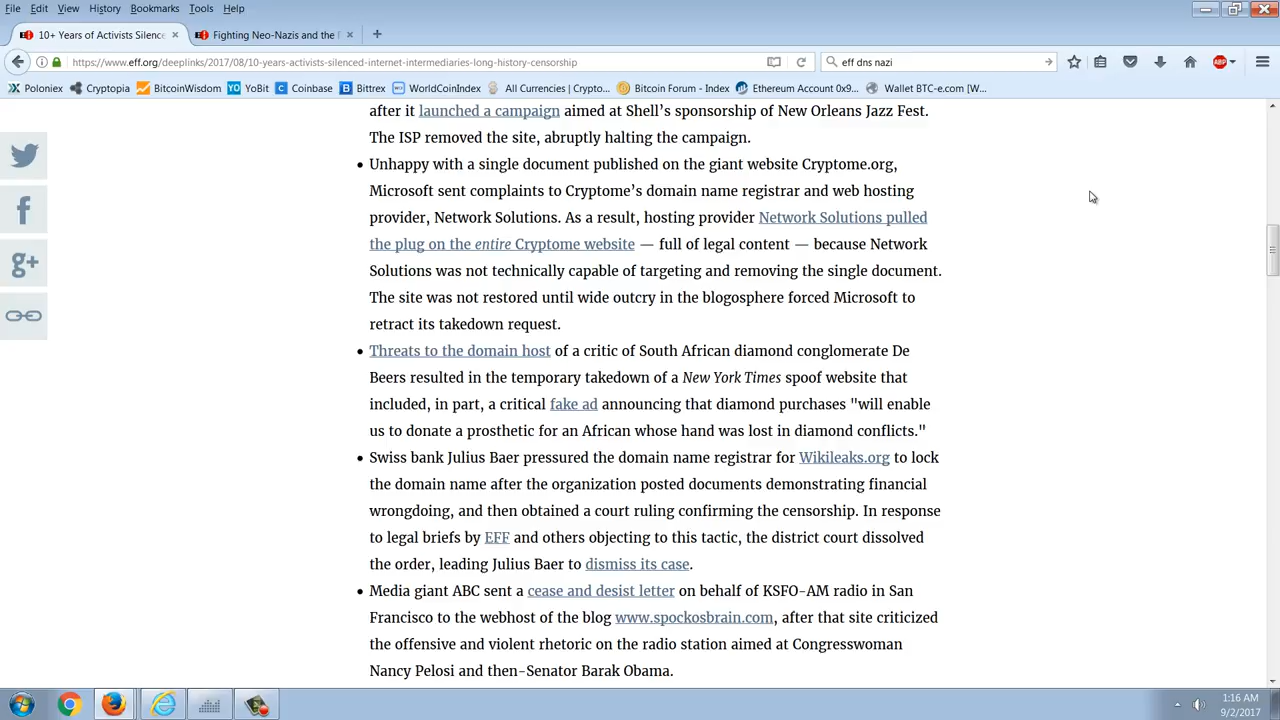 File Edit View History Bookmarks Tools Help
10+ Years of Activists Silence
Fighting Neo-Nazis and the F
https://www.eff.org/deeplinks/2017/08/10-years-activists-silenced-internet-intermediaries-long-history-censorship
eff dns nazi
ABP
Poloniex Cryptopia BitcoinWisdom YoBit Coinbase Bittrex WorldCoinIndex All Currencies | Crypto... Bitcoin Forum - Index Ethereum Account 0x9... Wallet BTC-e.com [W...
after it launched a campaign aimed at Shell’s sponsorship of New Orleans Jazz Fest.
The ISP removed the site, abruptly halting the campaign.
• Unhappy with a single document published on the giant website Cryptome.org,
Microsoft sent complaints to Cryptome’s domain name registrar and web hosting
provider, Network Solutions. As a result, hosting provider Network Solutions pulled
the plug on the entire Cryptome website — full of legal content — because Network
Solutions was not technically capable of targeting and removing the single document.
The site was not restored until wide outcry in the blogosphere forced Microsoft to
retract its takedown request.
• Threats to the domain host of a critic of South African diamond conglomerate De
Beers resulted in the temporary takedown of a New York Times spoof website that
included, in part, a critical fake ad announcing that diamond purchases "will enable
us to donate a prosthetic for an African whose hand was lost in diamond conflicts."
• Swiss bank Julius Baer pressured the domain name registrar for Wikileaks.org to lock
the domain name after the organization posted documents demonstrating financial
wrongdoing, and then obtained a court ruling confirming the censorship. In response
to legal briefs by EFF and others objecting to this tactic, the district court dissolved
the order, leading Julius Baer to dismiss its case.
• Media giant ABC sent a cease and desist letter on behalf of KSFO-AM radio in San
Francisco to the webhost of the blog www.spockosbrain.com, after that site criticized
the offensive and violent rhetoric on the radio station aimed at Congresswoman
Nancy Pelosi and then-Senator Barak Obama.
1:16 AM
9/2/2017